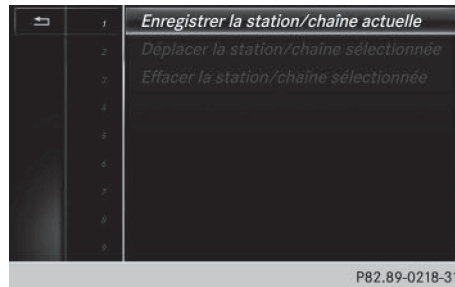 1 Enregistrer la station/chaîne actuelle
2 Déplacer la station/chaîne sélectionnée
3 Effacer la station/chaîne sélectionnée
4
5
6
7
8
9
P82.89-0218-31